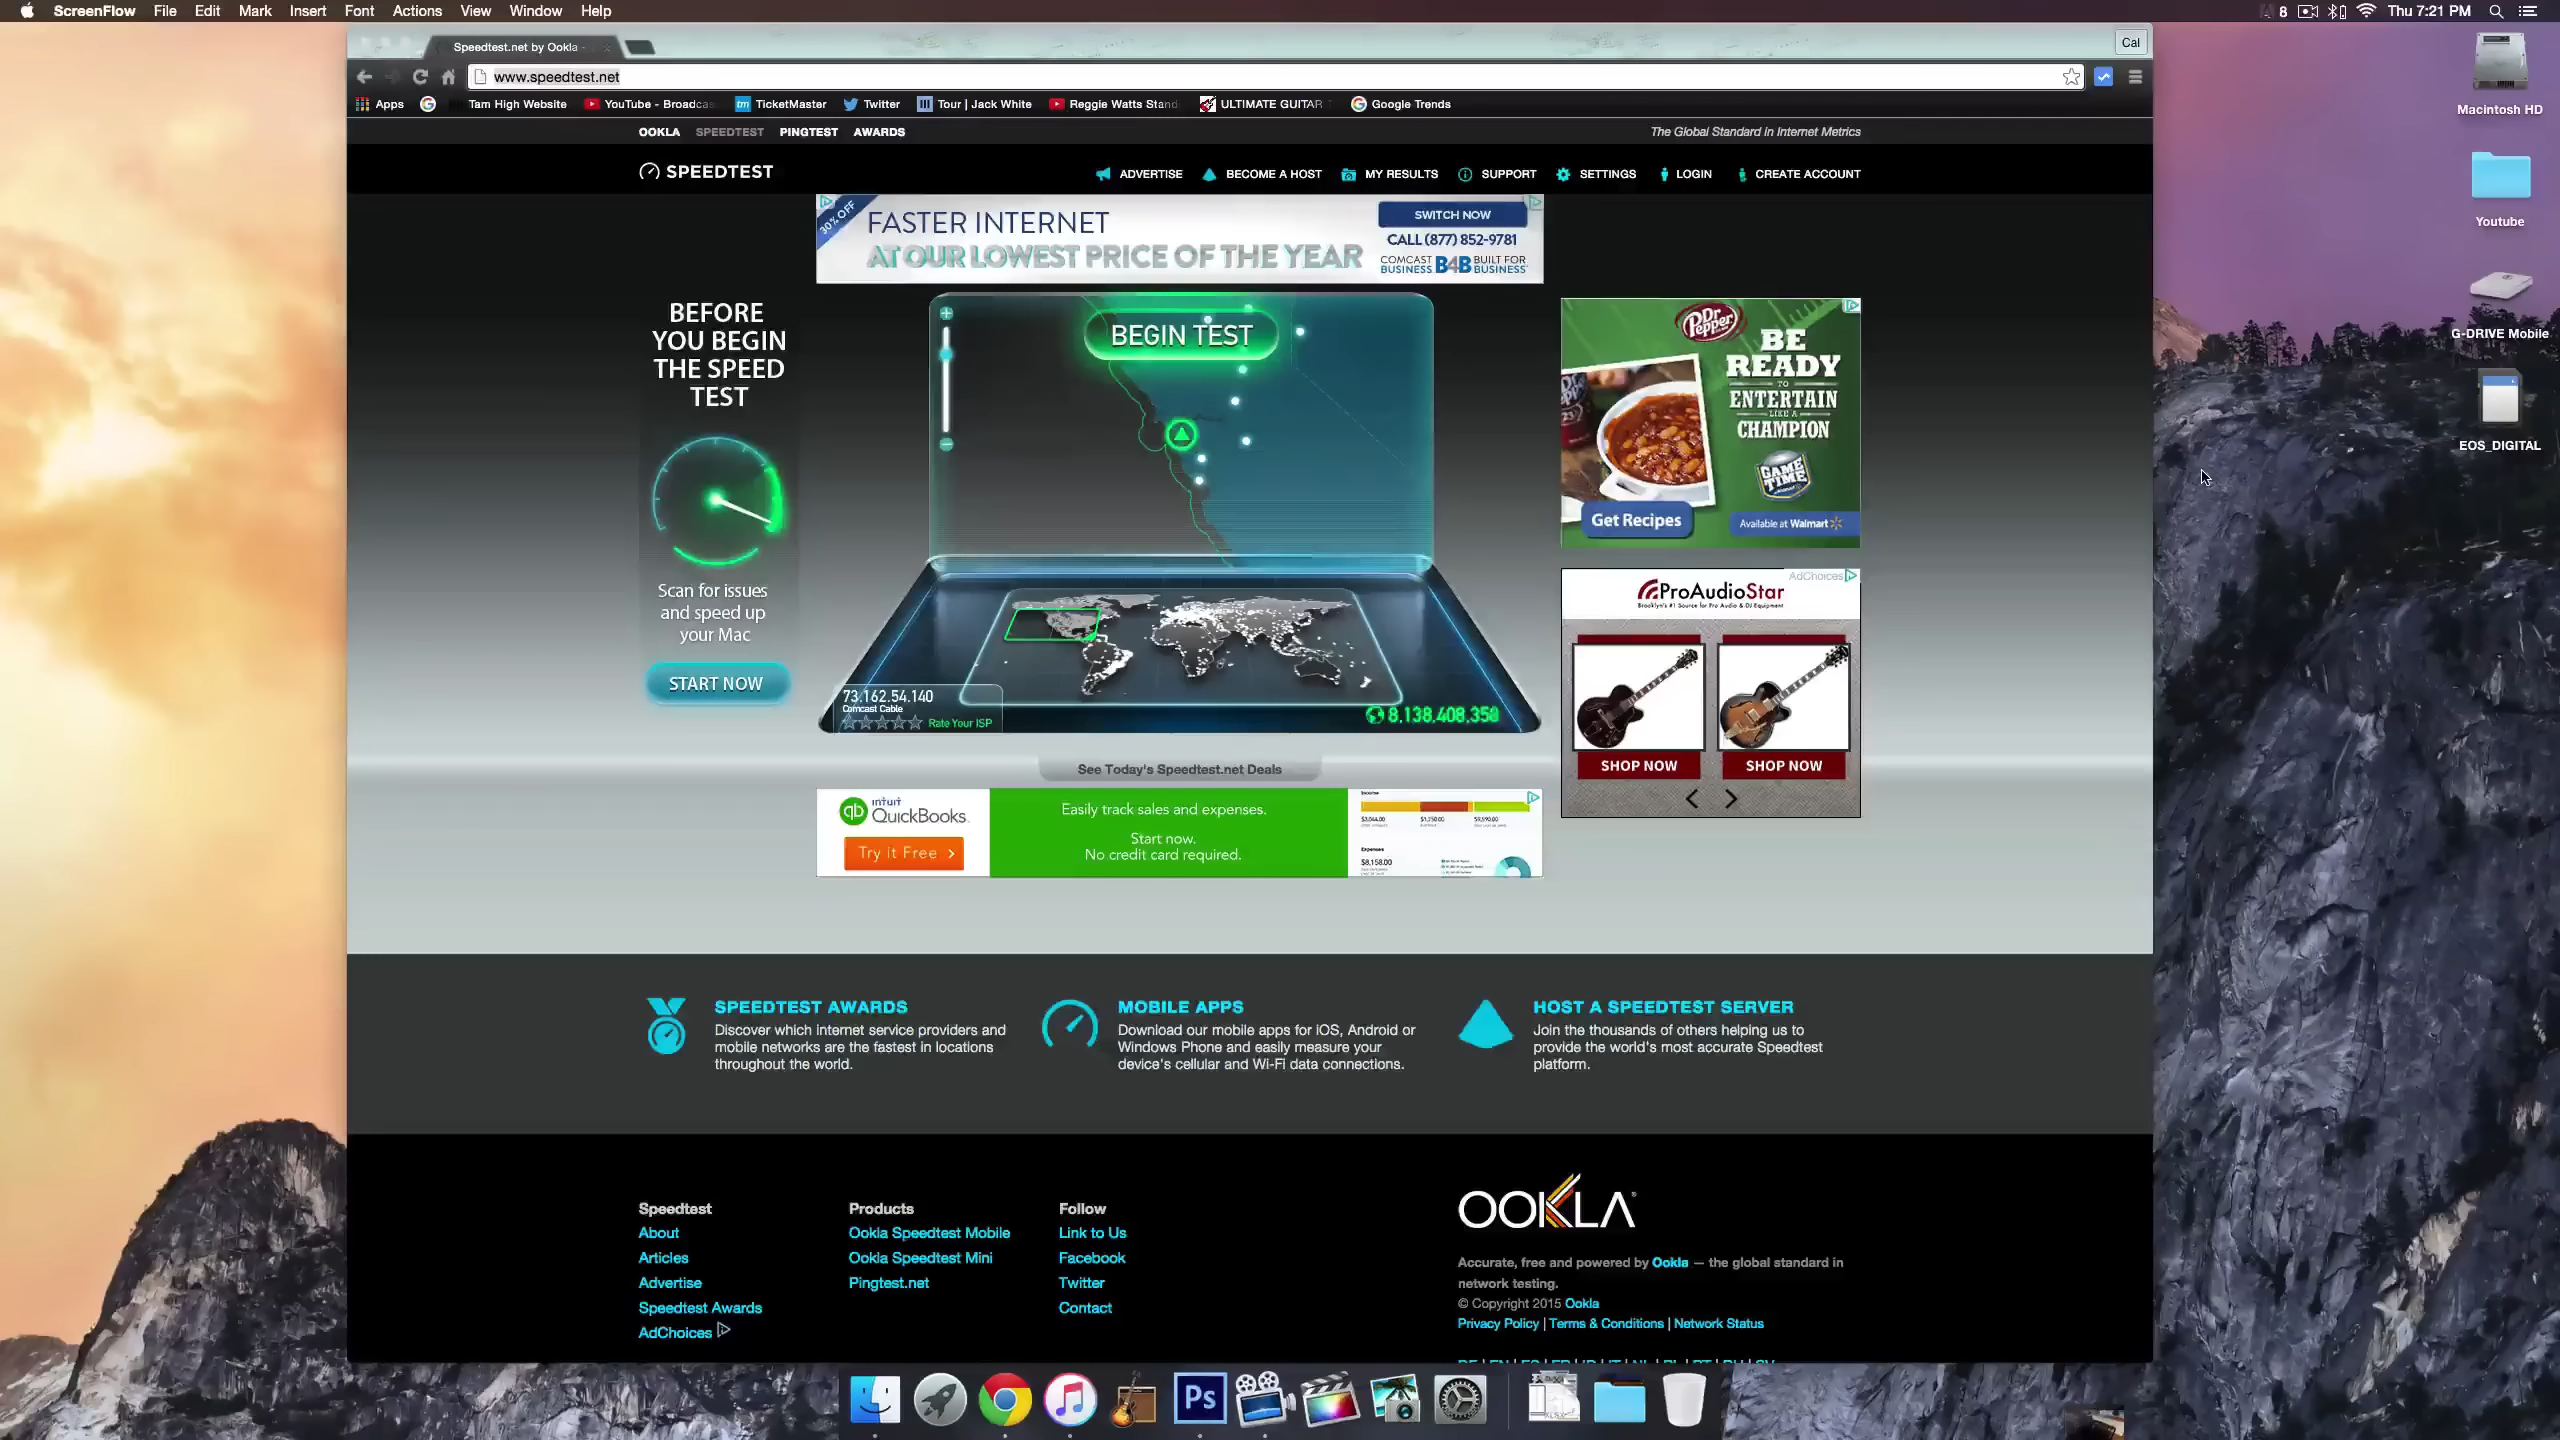 ScreenFlow File Edit Mark Insert Font Actions View Window Help
8 Thu 7:21 PM
Speedtest.net by Ookla -
Cal
www.speedtest.net
Apps Tam High Website YouTube - Broadcas TicketMaster Twitter Tour | Jack White Reggie Watts Stand ULTIMATE GUITAR Google Trends
OOKLA SPEEDTEST PINGTEST AWARDS
The Global Standard in Internet Metrics
SPEEDTEST
ADVERTISE BECOME A HOST MY RESULTS SUPPORT SETTINGS LOGIN CREATE ACCOUNT
30% OFF
FASTER INTERNET
AT OUR LOWEST PRICE OF THE YEAR
SWITCH NOW
CALL (877) 852-9781
COMCAST BUSINESS B4B BUILT FOR BUSINESS
BEFORE
YOU BEGIN
THE SPEED
TEST
Scan for issues
and speed up
your Mac
START NOW
BEGIN TEST
73.162.54.140
Comcast Cable
Rate Your ISP
8,138,408,358
Dr Pepper
BE
READY
TO
ENTERTAIN
LIKE A
CHAMPION
GAME
TIME
Get Recipes
Available at Walmart
AdChoices
ProAudioStar
Brooklyn's #1 Source for Pro Audio & DJ Equipment
SHOP NOW SHOP NOW
See Today's Speedtest.net Deals
intuit
qb QuickBooks.
Try it Free
Easily track sales and expenses.
Start now.
No credit card required.
Income
Expenses
$8,158.00
SPEEDTEST AWARDS
Discover which internet service providers and
mobile networks are the fastest in locations
throughout the world.
MOBILE APPS
Download our mobile apps for iOS, Android or
Windows Phone and easily measure your
device's cellular and Wi-Fi data connections.
HOST A SPEEDTEST SERVER
Join the thousands of others helping us to
provide the world's most accurate Speedtest
platform.
Speedtest
About
Articles
Advertise
Speedtest Awards
AdChoices
Products
Ookla Speedtest Mobile
Ookla Speedtest Mini
Pingtest.net
Follow
Link to Us
Facebook
Twitter
Contact
OOKLA
Accurate, free and powered by Ookla — the global standard in
network testing.
© Copyright 2015 Ookla
Privacy Policy | Terms & Conditions | Network Status
Macintosh HD
Youtube
G-DRIVE Mobile
EOS_DIGITAL
Ps
XLSX